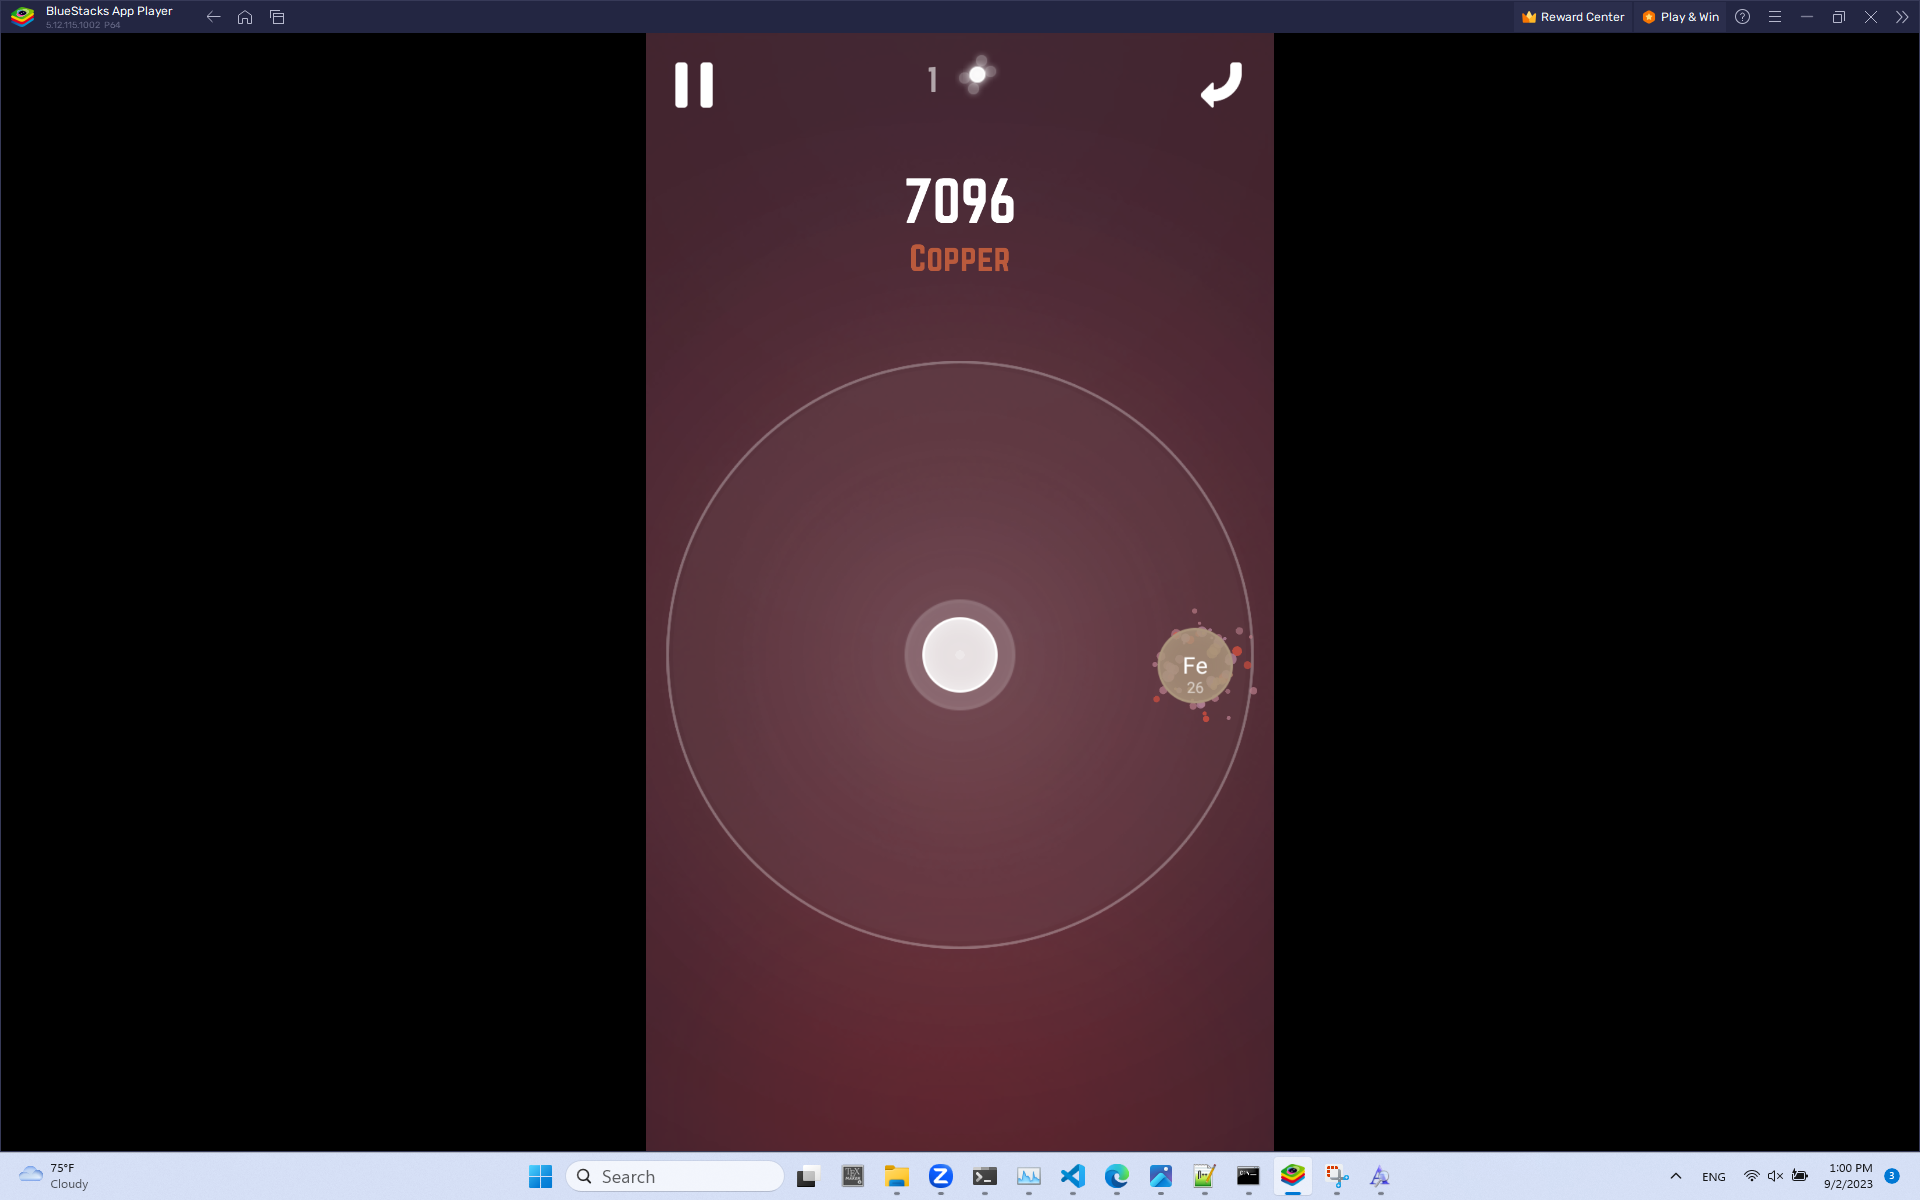 BlueStacks App Player
5.12.115.1002 P64
Reward Center
Play & Win
1
7096
COPPER
Fe
26
75°F
Cloudy
Search
ENG
1:00 PM
9/2/2023
3